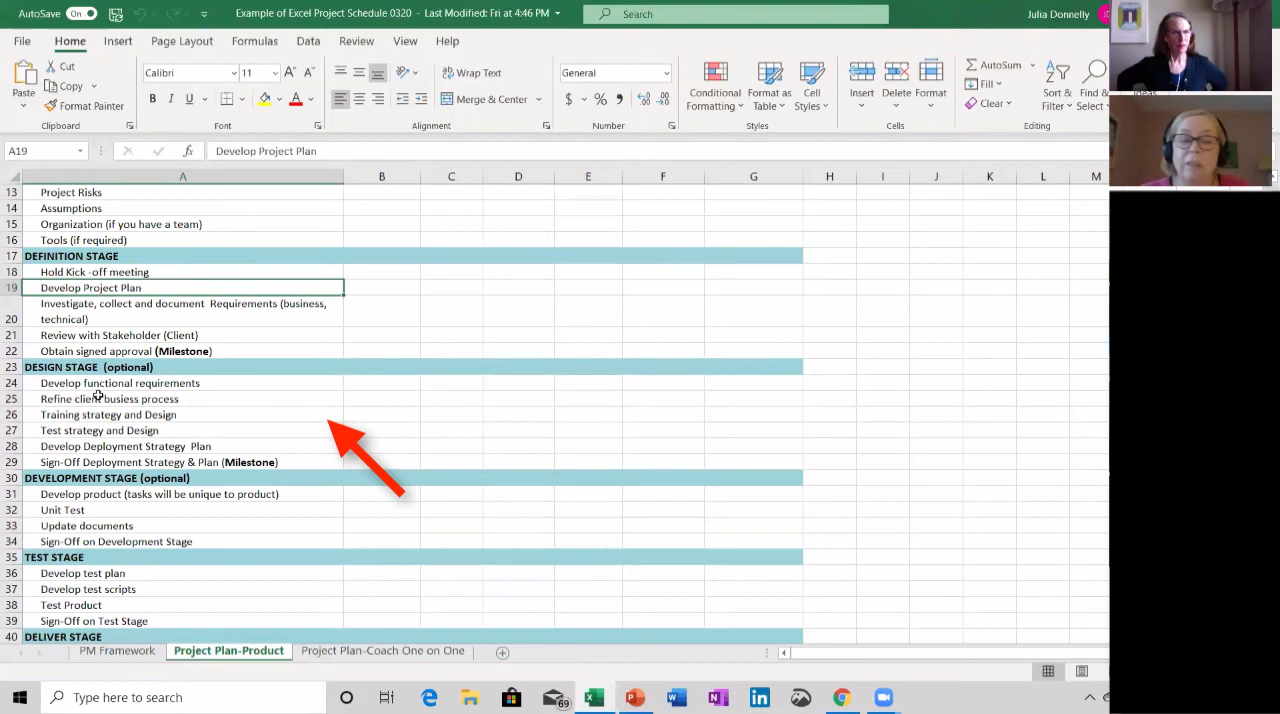 AutoSave On Example of Excel Project Schedule 0320 - Last Modified: Fri at 4:46 PM Search Julia Donnelly
File Home Insert Page Layout Formulas Data Review View Help
Paste Cut Copy Format Painter Clipboard
Calibri 11 A A B I U A Font
Wrap Text Merge & Center Alignment
General $ % , Number
Conditional Formatting Format as Table Cell Styles Styles
Insert Delete Format Cells
AutoSum Fill Clear Sort & Filter Find & Select Editing
Ideas
A19 fx Develop Project Plan
A B C D E F G H I J K L M
13 Project Risks
14 Assumptions
15 Organization (if you have a team)
16 Tools (if required)
17 DEFINITION STAGE
18 Hold Kick -off meeting
19 Develop Project Plan
Investigate, collect and document Requirements (business,
20 technical)
21 Review with Stakeholder (Client)
22 Obtain signed approval (Milestone)
23 DESIGN STAGE (optional)
24 Develop functional requirements
25 Refine client busiess process
26 Training strategy and Design
27 Test strategy and Design
28 Develop Deployment Strategy Plan
29 Sign-Off Deployment Strategy & Plan (Milestone)
30 DEVELOPMENT STAGE (optional)
31 Develop product (tasks will be unique to product)
32 Unit Test
33 Update documents
34 Sign-Off on Development Stage
35 TEST STAGE
36 Develop test plan
37 Develop test scripts
38 Test Product
39 Sign-Off on Test Stage
40 DELIVER STAGE
PM Framework Project Plan-Product Project Plan-Coach One on One
Type here to search 69